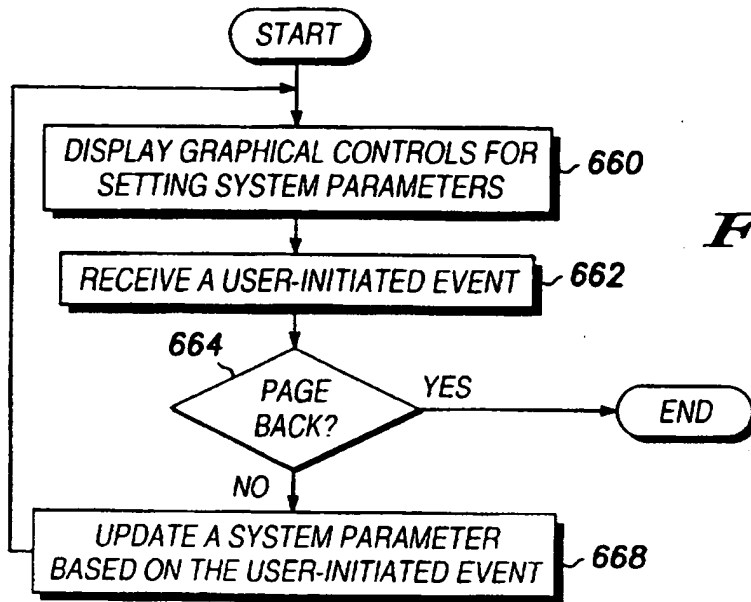 START
DISPLAY GRAPHICAL CONTROLS FOR
SETTING SYSTEM PARAMETERS
660
F
RECEIVE A USER-INITIATED EVENT
662
664
PAGE
BACK?
YES
END
NO
UPDATE A SYSTEM PARAMETER
BASED ON THE USER-INITIATED EVENT
668